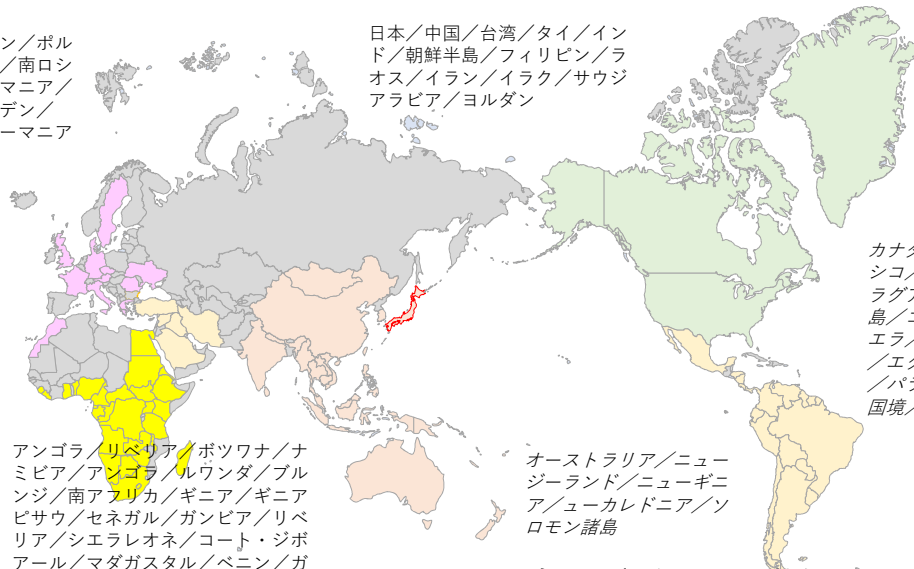 ン／ポル
／南ロシ
マニア／
デン／
ーマニア
日本／中国／台湾／タイ／イン
ド／朝鮮半島／フィリピン／ラ
オス／イラン／イラク／サウジ
アラビア／ヨルダン
カナダ
シコ／
ラグア
島／ニ
エラ／
／エク
／パラ
国境／
アンゴラ／リベリア／ボツワナ／ナ
ミビア／アンゴラ／ルワンダ／ブル
ンジ／南アフリカ／ギニア／ギニア
ビサウ／セネガル／ガンビア／リベ
リア／シエラレオネ／コート・ジボ
アール／マダガスタル／ベニン／ガ
オーストラリア／ニュー
ジーランド／ニューギニ
ア／ューカレドニア／ソ
ロモン諸島